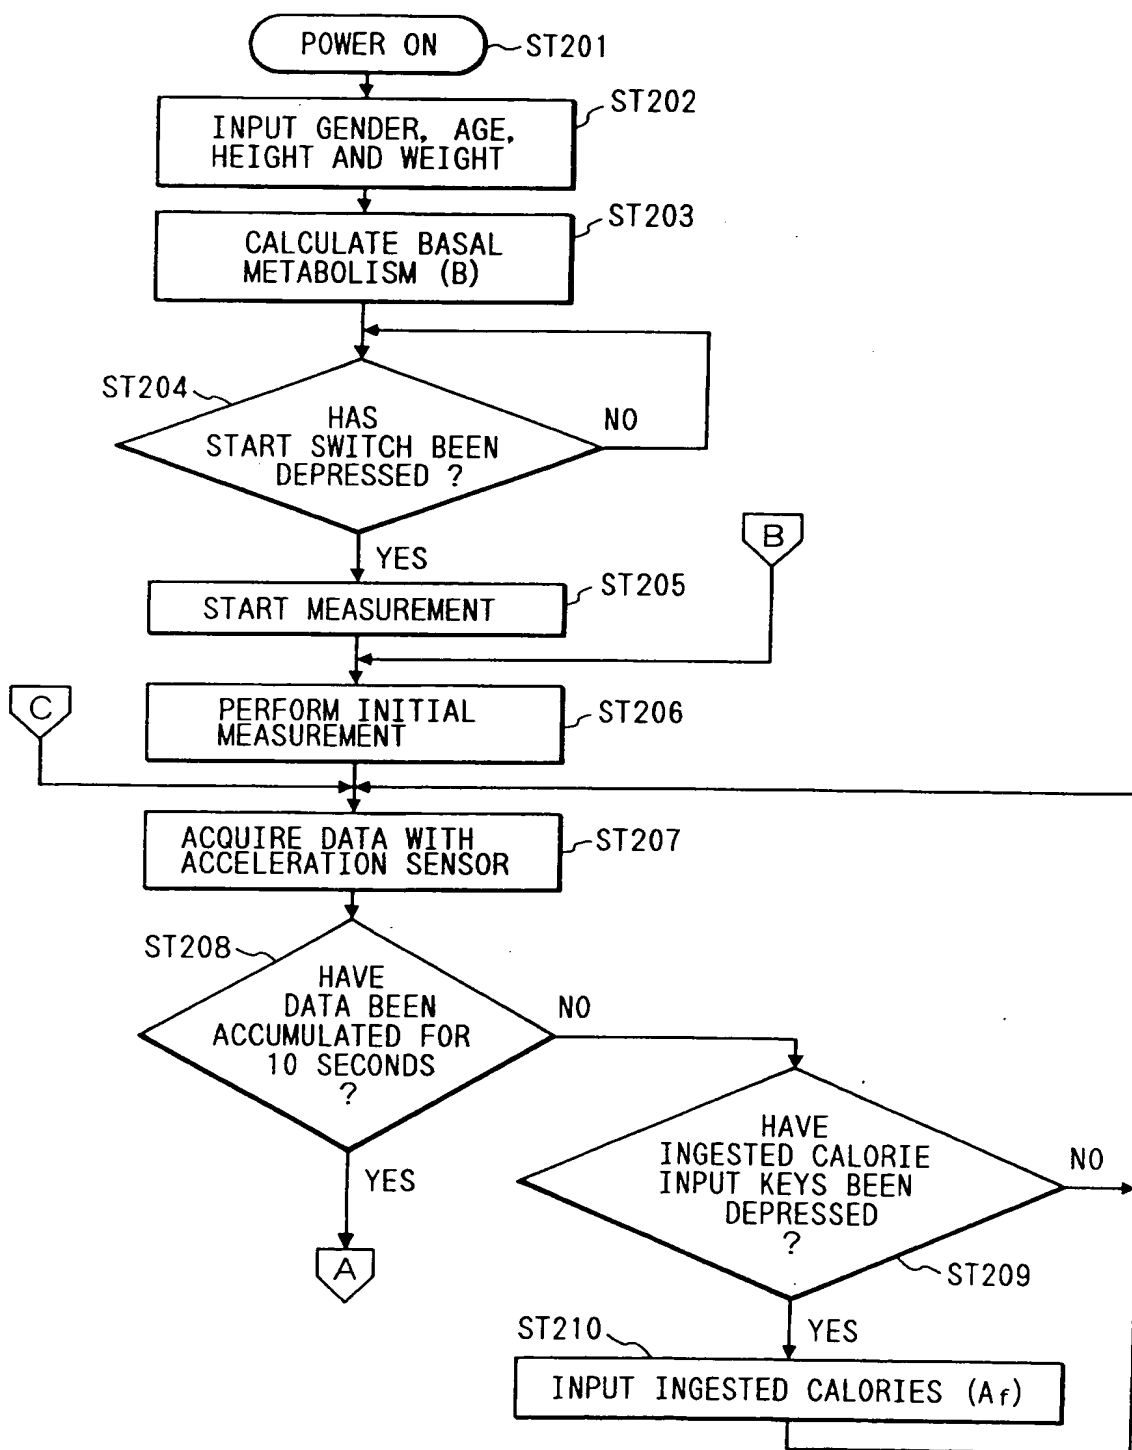 POWER ON
ST201
ST202
INPUT GENDER, AGE,
HEIGHT AND WEIGHT
ST203
CALCULATE BASAL
METABOLISM (B)
ST204
HAS
START SWITCH BEEN
DEPRESSED ?
NO
YES
B
START MEASUREMENT
ST205
C
PERFORM INITIAL
MEASUREMENT
ST206
ACQUIRE DATA WITH
ACCELERATION SENSOR
ST207
ST208
HAVE
DATA BEEN
ACCUMULATED FOR
10 SECONDS
?
NO
YES
A
HAVE
INGESTED CALORIE
INPUT KEYS BEEN
DEPRESSED
?
NO
ST209
YES
ST210
INPUT INGESTED CALORIES (Af)